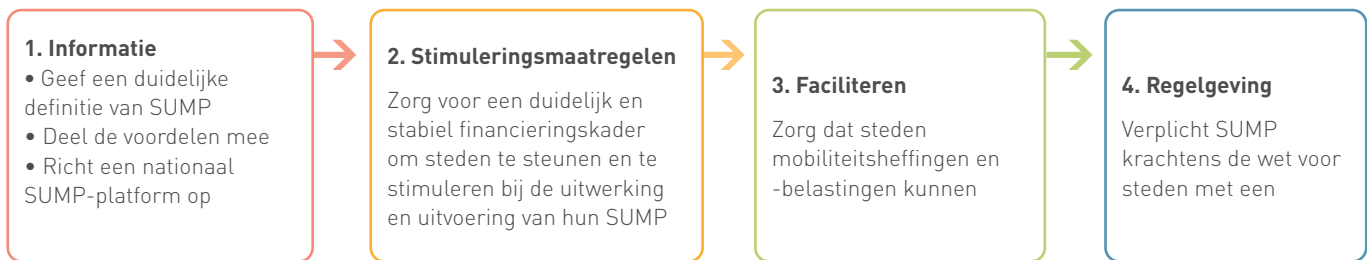 1. Informatie
• Geef een duidelijke
definitie van SUMP
• Deel de voordelen mee
• Richt een nationaal
SUMP-platform op
2. Stimuleringsmaatregelen
Zorg voor een duidelijk en
stabiel financieringskader
om steden te steunen en te
stimuleren bij de uitwerking
en uitvoering van hun SUMP
3. Faciliteren
Zorg dat steden
mobiliteitsheffingen en
-belastingen kunnen
4. Regelgeving
Verplicht SUMP
krachtens de wet voor
steden met een